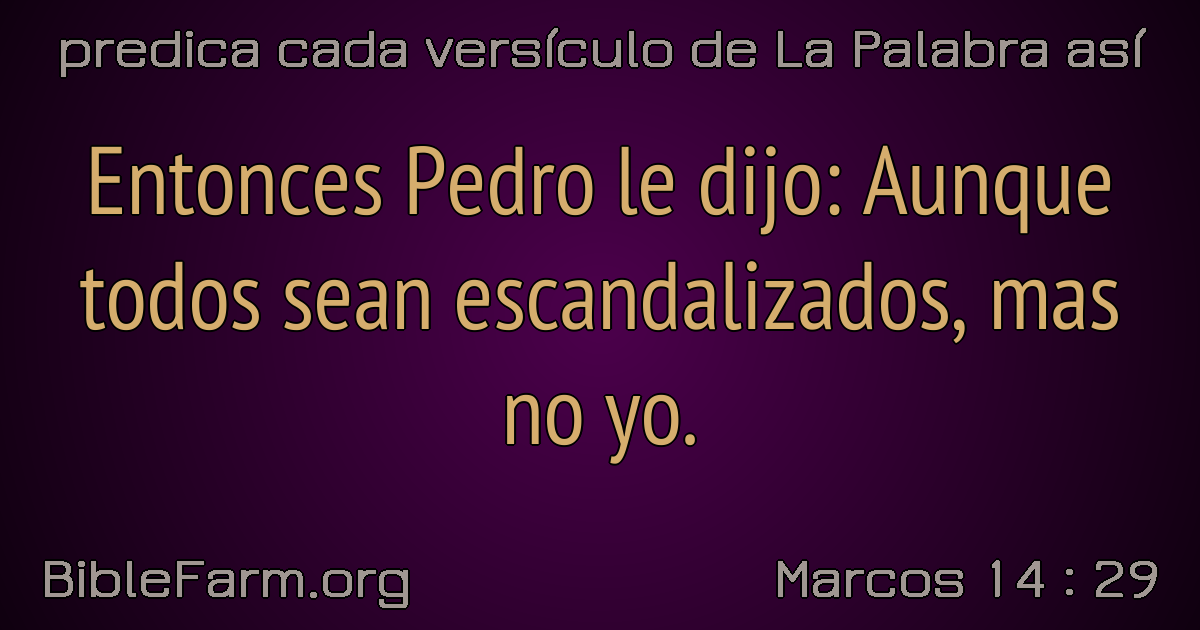 predica cada versículo de La Palabra así
Entonces Pedro le dijo: Aunque
todos sean escandalizados, mas
no yo.
BibleFarm.org
Marcos 14 : 29